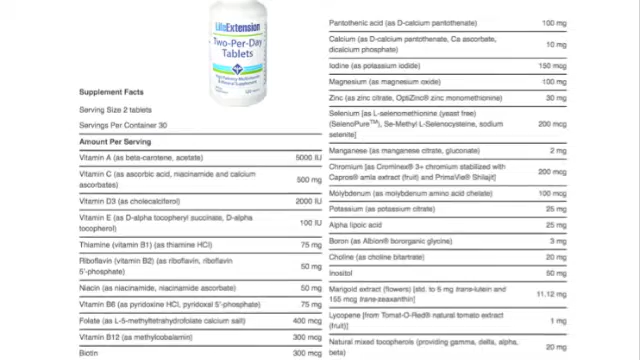 LifeExtension
Two-Per-Day
Tablets
Supplement Facts
Serving Size 2 tablets
Servings Per Container 30
Amount Per Serving
Vitamin A (as beta-carotene, acetate) 5000 IU
Vitamin C (as ascorbic acid, niacinamide and calcium
ascorbates) 500 mg
Vitamin D3 (as cholecalciferol) 2000 IU
Vitamin E (as D-alpha tocopheryl succinate, D-alpha
tocopherol) 100 IU
Thiamine (vitamin B1) (as thiamine HCl) 75 mg
Riboflavin (vitamin B2) (as riboflavin, riboflavin
5'-phosphate) 50 mg
Niacin (as niacinamide, niacinamide ascorbate) 50 mg
Vitamin B6 (as pyridoxine HCl, pyridoxal 5'-phosphate) 75 mg
Folate (as L-5-methyltetrahydrofolate calcium salt) 400 mcg
Vitamin B12 (as methylcobalamin) 300 mcg
Biotin 300 mcg
Pantothenic acid (as D-calcium pantothenate) 100 mg
Calcium (as D-calcium pantothenate, Ca ascorbate,
dicalcium phosphate) 10 mg
Iodine (as potassium iodide) 150 mcg
Magnesium (as magnesium oxide) 100 mg
Zinc (as zinc citrate, OptiZinc® zinc monomethionine) 30 mg
Selenium [as L-selenomethionine (yeast free)
(SelenoPure™), Se-Methyl L-Selenocysteine, sodium
selenite] 200 mcg
Manganese (as manganese citrate, gluconate) 2 mg
Chromium [as Crominex® 3+ chromium stabilized with
Capros® amla extract (fruit) and PrimaVie® Shilajit] 200 mcg
Molybdenum (as molybdenum amino acid chelate) 100 mcg
Potassium (as potassium citrate) 25 mg
Alpha lipoic acid 25 mg
Boron (as Albion® bororganic glycine) 3 mg
Choline (as choline bitartrate) 20 mg
Inositol 50 mg
Marigold extract (flowers) [std. to 5 mg trans-lutein and
155 mcg trans-zeaxanthin] 11.12 mg
Lycopene [from Tomat-O-Red® natural tomato extract
(fruit)] 1 mg
Natural mixed tocopherols (providing gamma, delta, alpha,
beta) 20 mg